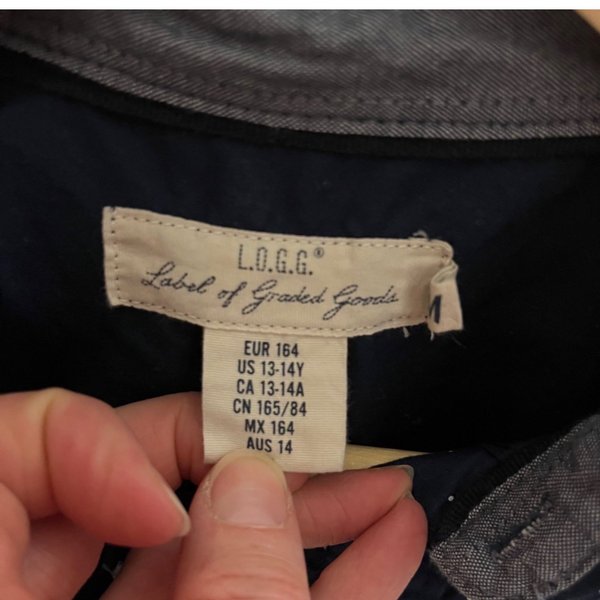 L.O.G.G.®
Label of Graded Goods
EUR 164
US 13-14Y
CA 13-14A
CN 165/84
MX 164
AUS 14